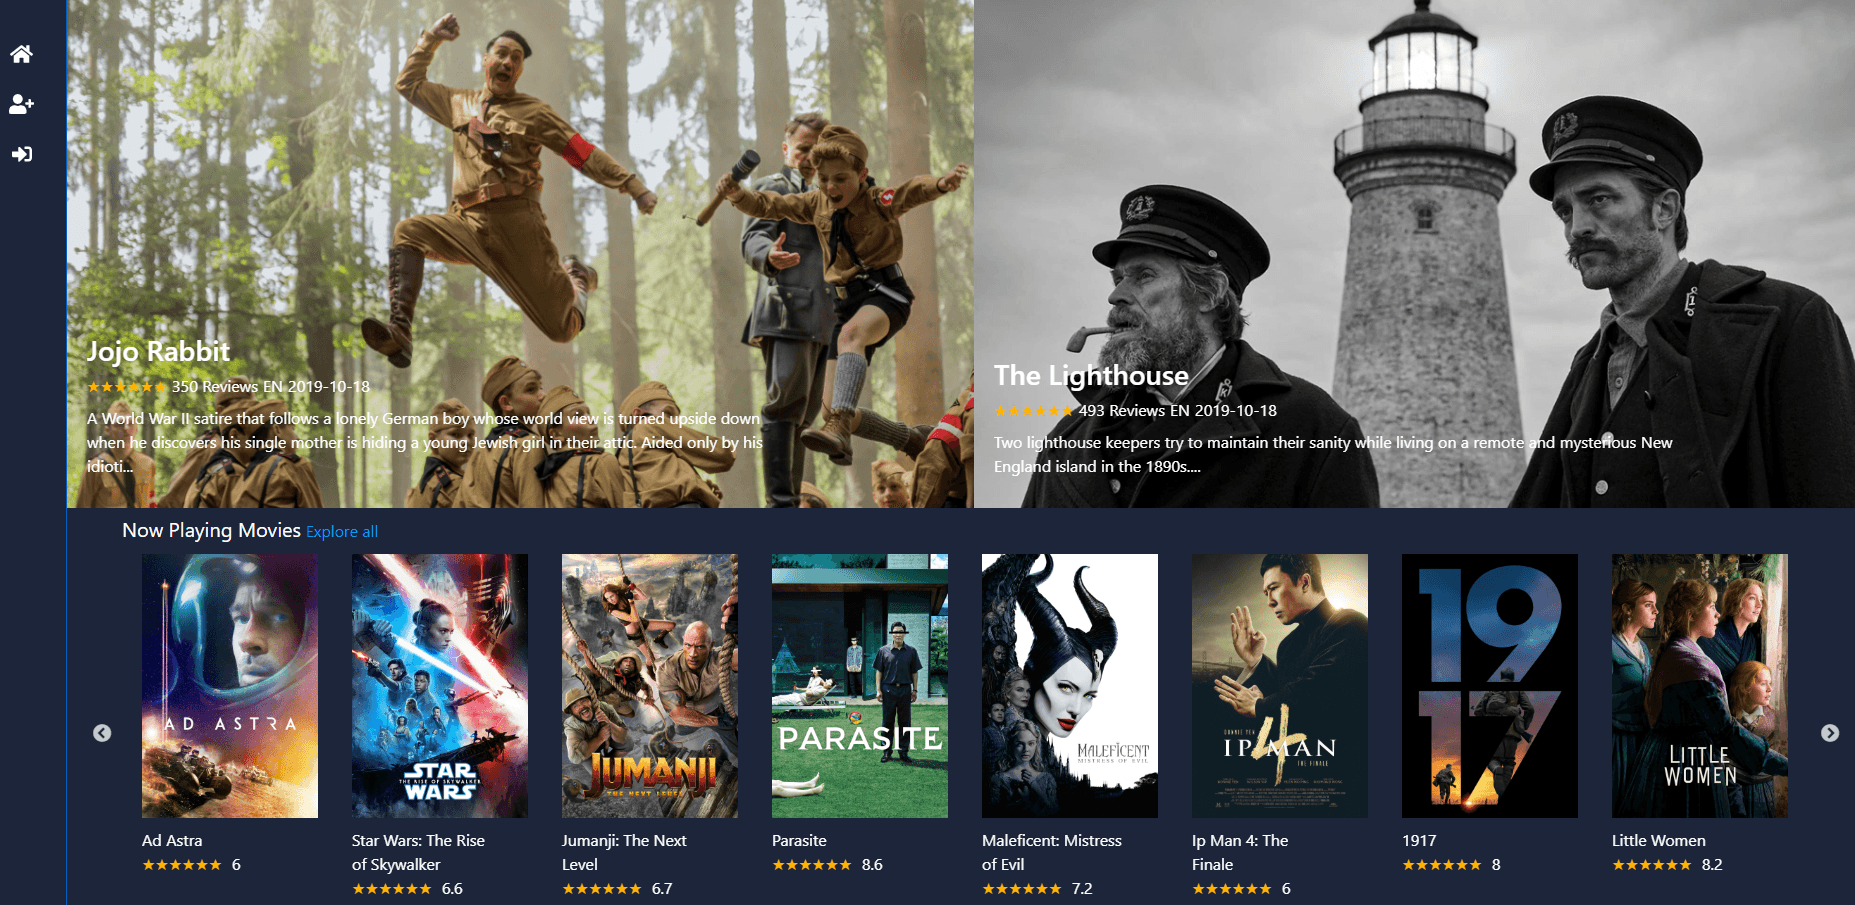 Jojo Rabbit
★★★★★★ 350 Reviews EN 2019-10-18
A World War II satire that follows a lonely German boy whose world view is turned upside down
when he discovers his single mother is hiding a young Jewish girl in their attic. Aided only by his
idioti...
The Lighthouse
★★★★★★ 493 Reviews EN 2019-10-18
Two lighthouse keepers try to maintain their sanity while living on a remote and mysterious New
England island in the 1890s....
Now Playing Movies Explore all
AD ASTRA
STAR
THE RISE OF SKYWALKER
WARS
JUMANJI
THE NEXT LEVEL
PARASITE
MALEFICENT
MISTRESS OF EVIL
DONNIE YEN
IP MAN 4
THE FINALE
19
17
LITTLE
WOMEN
Ad Astra
★★★★★★ 6
Star Wars: The Rise
of Skywalker
★★★★★★ 6.6
Jumanji: The Next
Level
★★★★★★ 6.7
Parasite
★★★★★★ 8.6
Maleficent: Mistress
of Evil
★★★★★★ 7.2
Ip Man 4: The
Finale
★★★★★★ 6
1917
★★★★★★ 8
Little Women
★★★★★★ 8.2